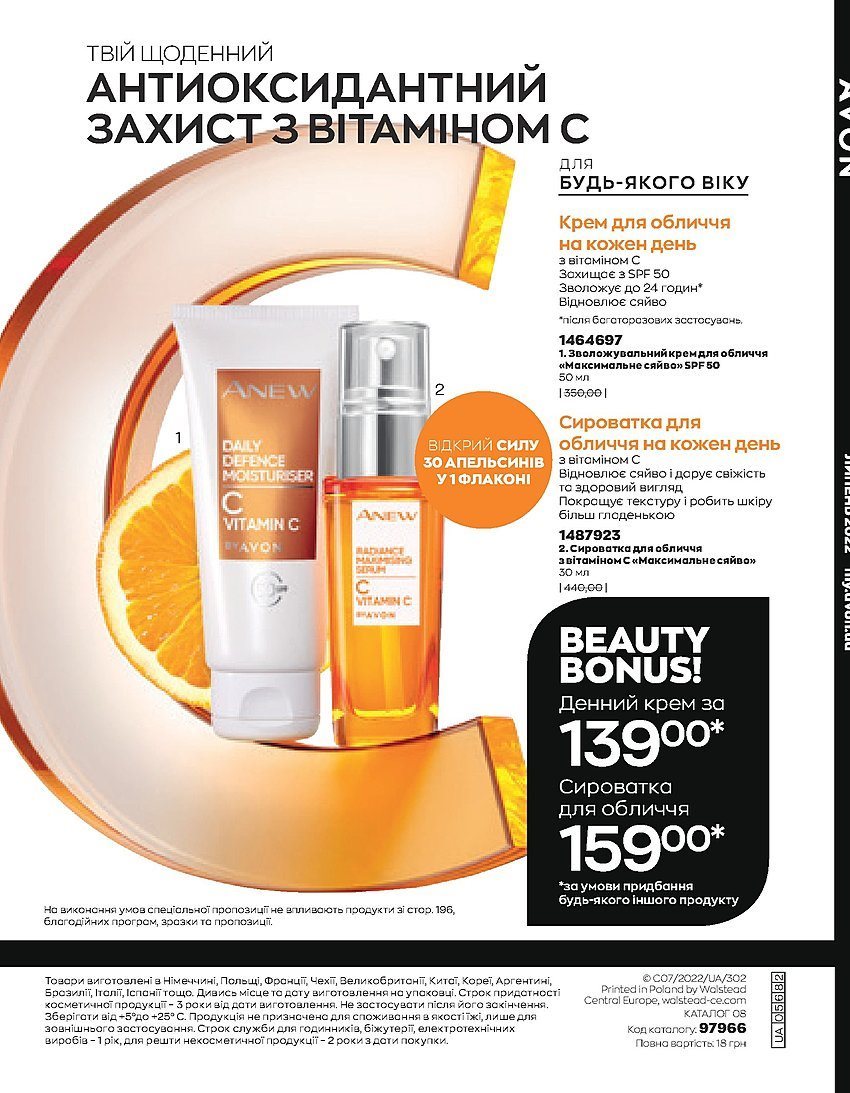 ТВІЙ ЩОДЕННИЙ
АНТИОКСИДАНТНИЙ
ЗАХИСТ З ВІТАМІНОМ С
ДЛЯ
БУДЬ-ЯКОГО ВІКУ
Крем для обличчя
на кожен день
з вітаміном С
Захищає з SPF 50
Зволожує до 24 годин*
Відновлює сяйво
*після багаторазових застосувань.
1464697
1. Зволожувальний крем для обличчя
«Максимальне сяйво» SPF 50
50 мл
| 350,00 |
Сироватка для
обличчя на кожен день
з вітаміном С
Відновлює сяйво і дарує свіжість
та здоровий вигляд
Покращує текстуру і робить шкіру
більш гладенькою
1487923
2. Сироватка для обличчя
з вітаміном С «Максимальне сяйво»
30 мл
| 440,00 |
1
2
ВІДКРИЙ СИЛУ
30 АПЕЛЬСИНІВ
У 1 ФЛАКОНІ
ANEW
DAILY
DEFENCE
MOISTURISER
C
VITAMIN C
BY AVON
50
ANEW
RADIANCE
MAXIMISING
SERUM
C
VITAMIN C
BY AVON
BEAUTY
BONUS!
Денний крем за
139⁰⁰*
Сироватка
для обличчя
159⁰⁰*
*за умови придбання
будь-якого іншого продукту
На виконання умов спеціальної пропозиції не впливають продукти зі стор. 196,
благодійних програм, зразки та пропозиції.
Товари виготовлені в Німеччині, Польщі, Франції, Чехії, Великобританії, Китаї, Кореї, Аргентині,
Бразилії, Італії, Іспанії тощо. Дивись місце та дату виготовлення на упаковці. Строк придатності
косметичної продукції – 3 роки від дати виготовлення. Не застосувати після його закінчення.
Зберігати від +5°до +25° С. Продукція не призначена для споживання в якості їжі, лише для
зовнішнього застосування. Строк служби для годинників, біжутерії, електротехнічних
виробів – 1 рік, для решти некосметичної продукції – 2 роки з дати покупки.
© C07/2022/UA/302
Printed in Poland by Walstead
Central Europe, walstead-ce.com
КАТАЛОГ 08
Код каталогу: 97966
Повна вартість: 18 грн
UA 05682
AVON